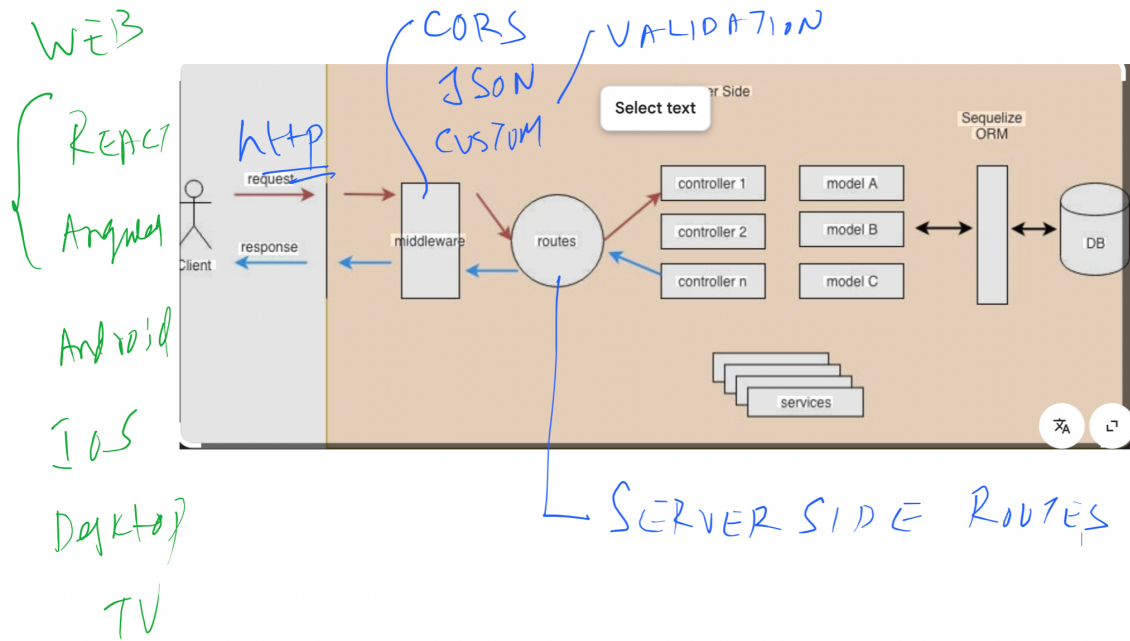 WEB
REACT
Angular
Android
IOS
Desktop
TV
http
CORS
JSON
CUSTOM
VALIDATION
er Side
Select text
Sequelize
ORM
request
response
Client
middleware
routes
controller 1
controller 2
controller n
model A
model B
model C
DB
services
SERVER SIDE ROUTES